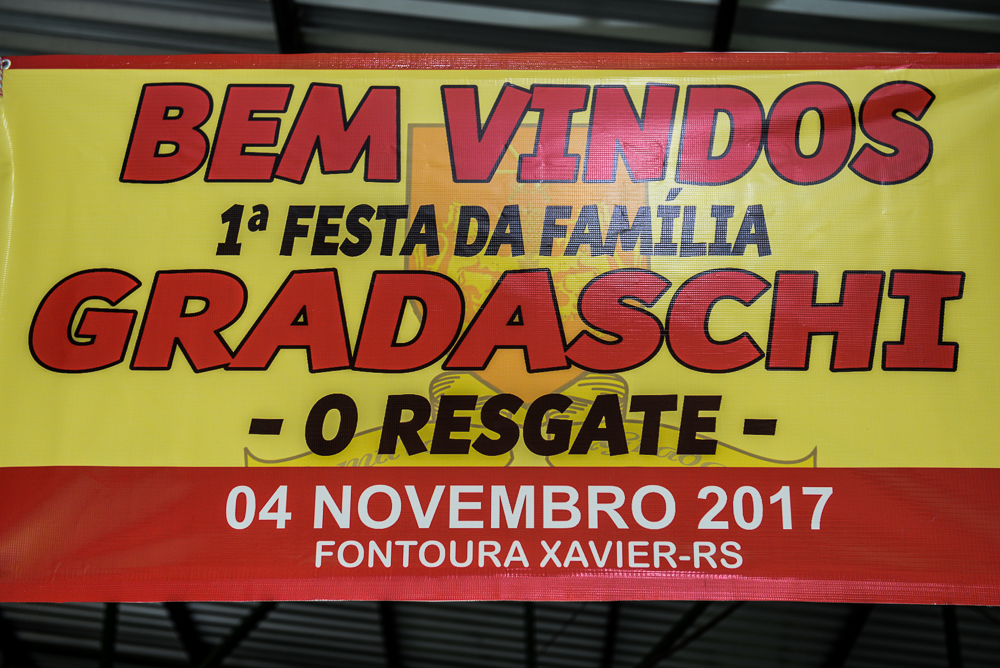 BEM VINDOS
1ª FESTA DA FAMÍLIA
GRADASCHI
- O RESGATE -
04 NOVEMBRO 2017
FONTOURA XAVIER-RS